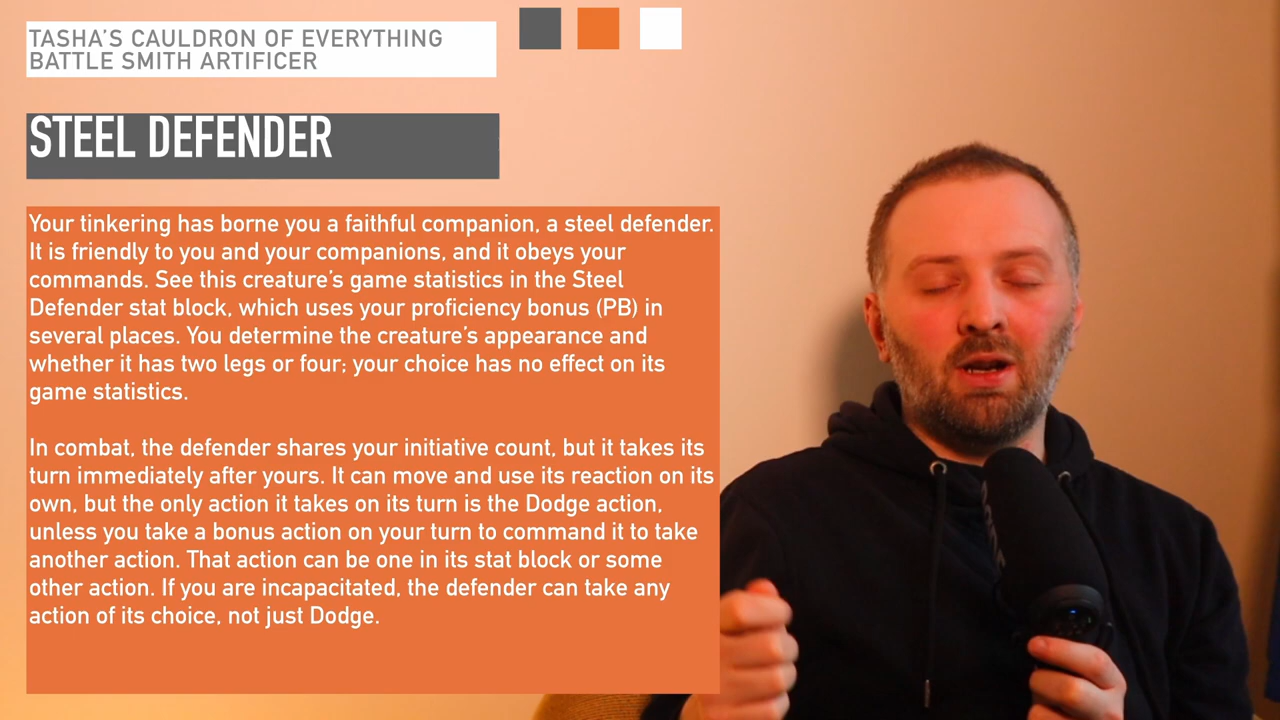 TASHA'S CAULDRON OF EVERYTHING
BATTLE SMITH ARTIFICER
STEEL DEFENDER
Your tinkering has borne you a faithful companion, a steel defender.
It is friendly to you and your companions, and it obeys your
commands. See this creature's game statistics in the Steel
Defender stat block, which uses your proficiency bonus (PB) in
several places. You determine the creature's appearance and
whether it has two legs or four; your choice has no effect on its
game statistics.
In combat, the defender shares your initiative count, but it takes its
turn immediately after yours. It can move and use its reaction on its
own, but the only action it takes on its turn is the Dodge action,
unless you take a bonus action on your turn to command it to take
another action. That action can be one in its stat block or some
other action. If you are incapacitated, the defender can take any
action of its choice, not just Dodge.